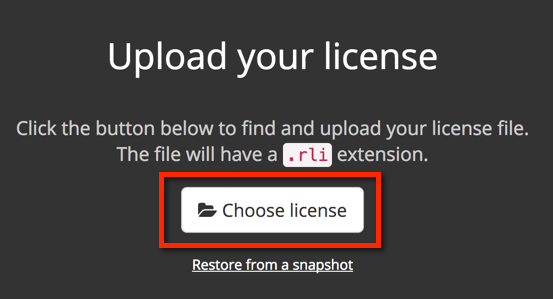 Upload your license
Click the button below to find and upload your license file.
The file will have a .rli extension.
Choose license
Restore from a snapshot